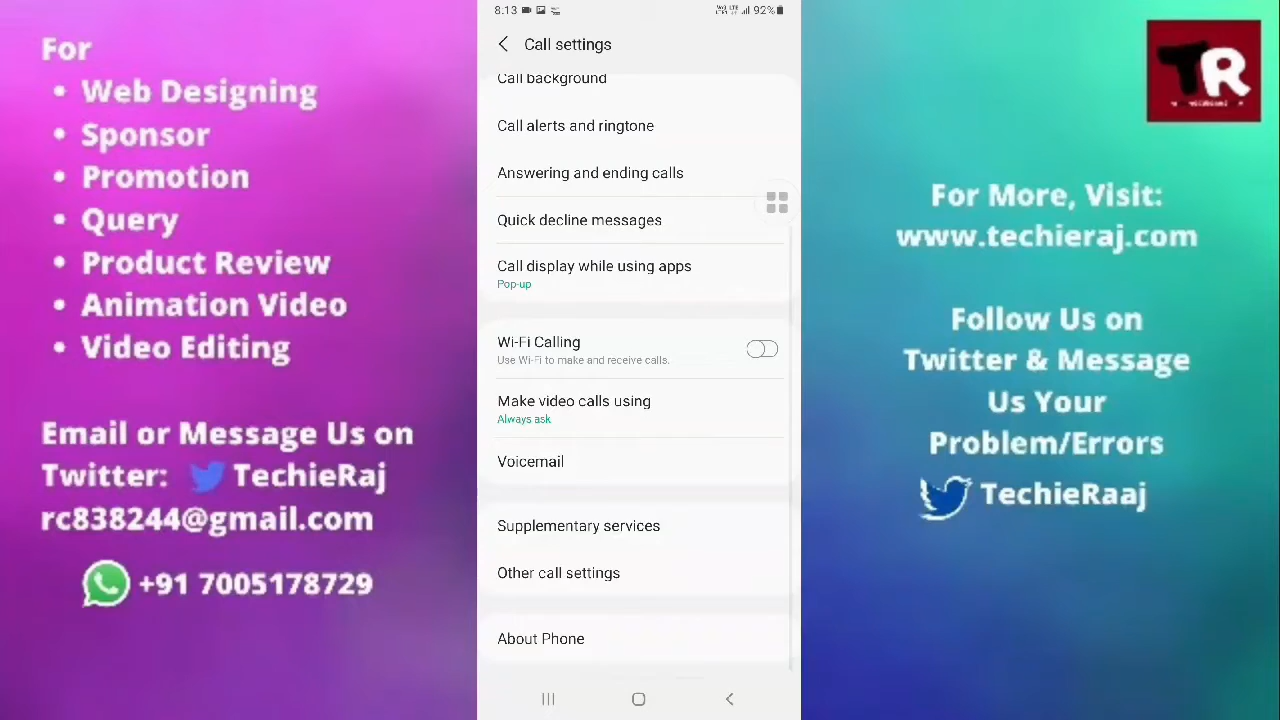 For
• Web Designing
• Sponsor
• Promotion
• Query
• Product Review
• Animation Video
• Video Editing
Email or Message Us on
Twitter: TechieRaj
rc838244@gmail.com
+91 7005178729
8:13
92%
Call settings
Call background
Call alerts and ringtone
Answering and ending calls
Quick decline messages
Call display while using apps
Pop-up
Wi-Fi Calling
Use Wi-Fi to make and receive calls.
Make video calls using
Always ask
Voicemail
Supplementary services
Other call settings
About Phone
TR
For More, Visit:
www.techieraj.com
Follow Us on
Twitter & Message
Us Your
Problem/Errors
TechieRaaj